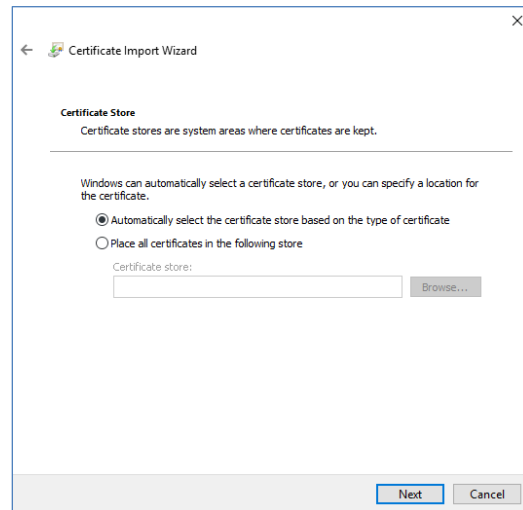 Certificate Import Wizard
Certificate Store
Certificate stores are system areas where certificates are kept.
Windows can automatically select a certificate store, or you can specify a location for
the certificate.
Automatically select the certificate store based on the type of certificate
Place all certificates in the following store
Certificate store:
Browse...
Next Cancel